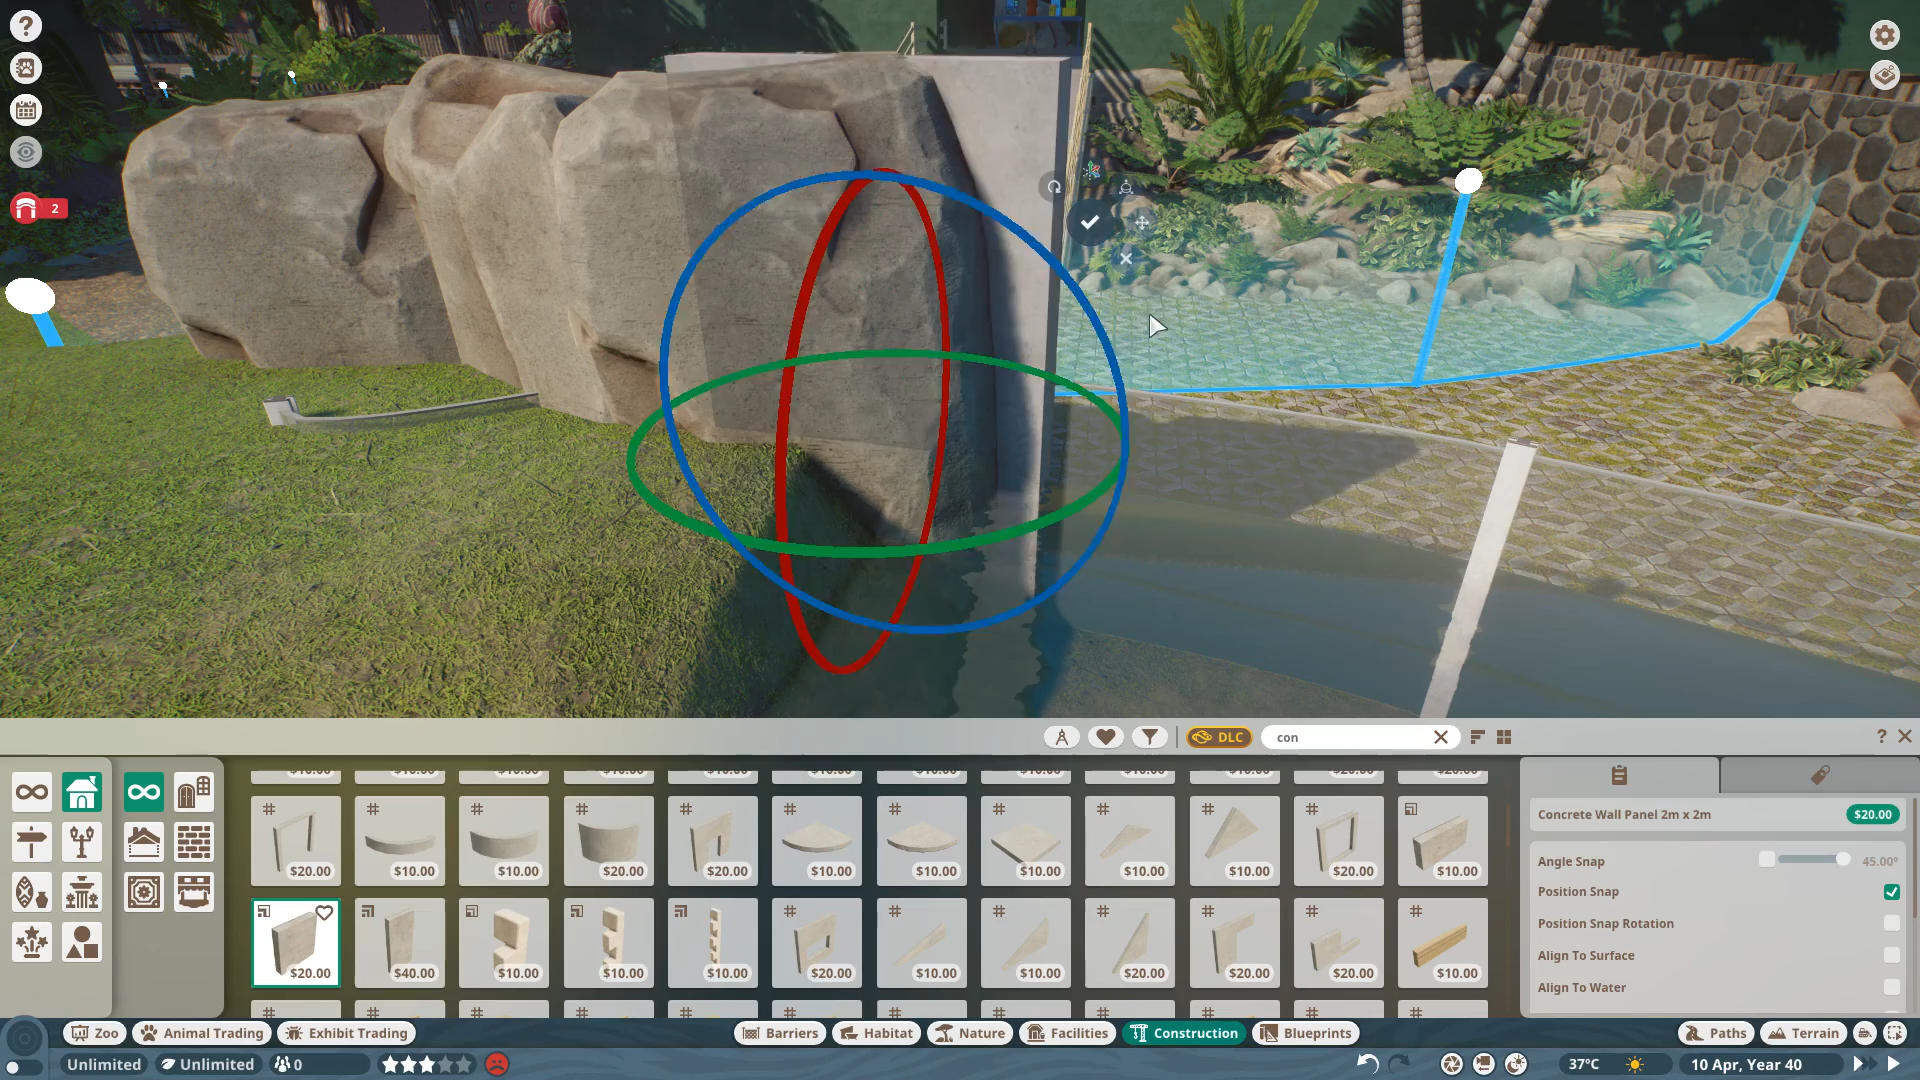 2
DLC
con
?
$20.00
$10.00
$10.00
$20.00
$20.00
$10.00
$10.00
$10.00
$10.00
$10.00
$20.00
$10.00
$20.00
$40.00
$10.00
$10.00
$10.00
$20.00
$10.00
$10.00
$20.00
$20.00
$20.00
$10.00
Concrete Wall Panel 2m x 2m
$20.00
Angle Snap
45.00°
Position Snap
Position Snap Rotation
Align To Surface
Align To Water
Zoo
Animal Trading
Exhibit Trading
Barriers
Habitat
Nature
Facilities
Construction
Blueprints
Paths
Terrain
Unlimited
Unlimited
0
37°C
10 Apr, Year 40